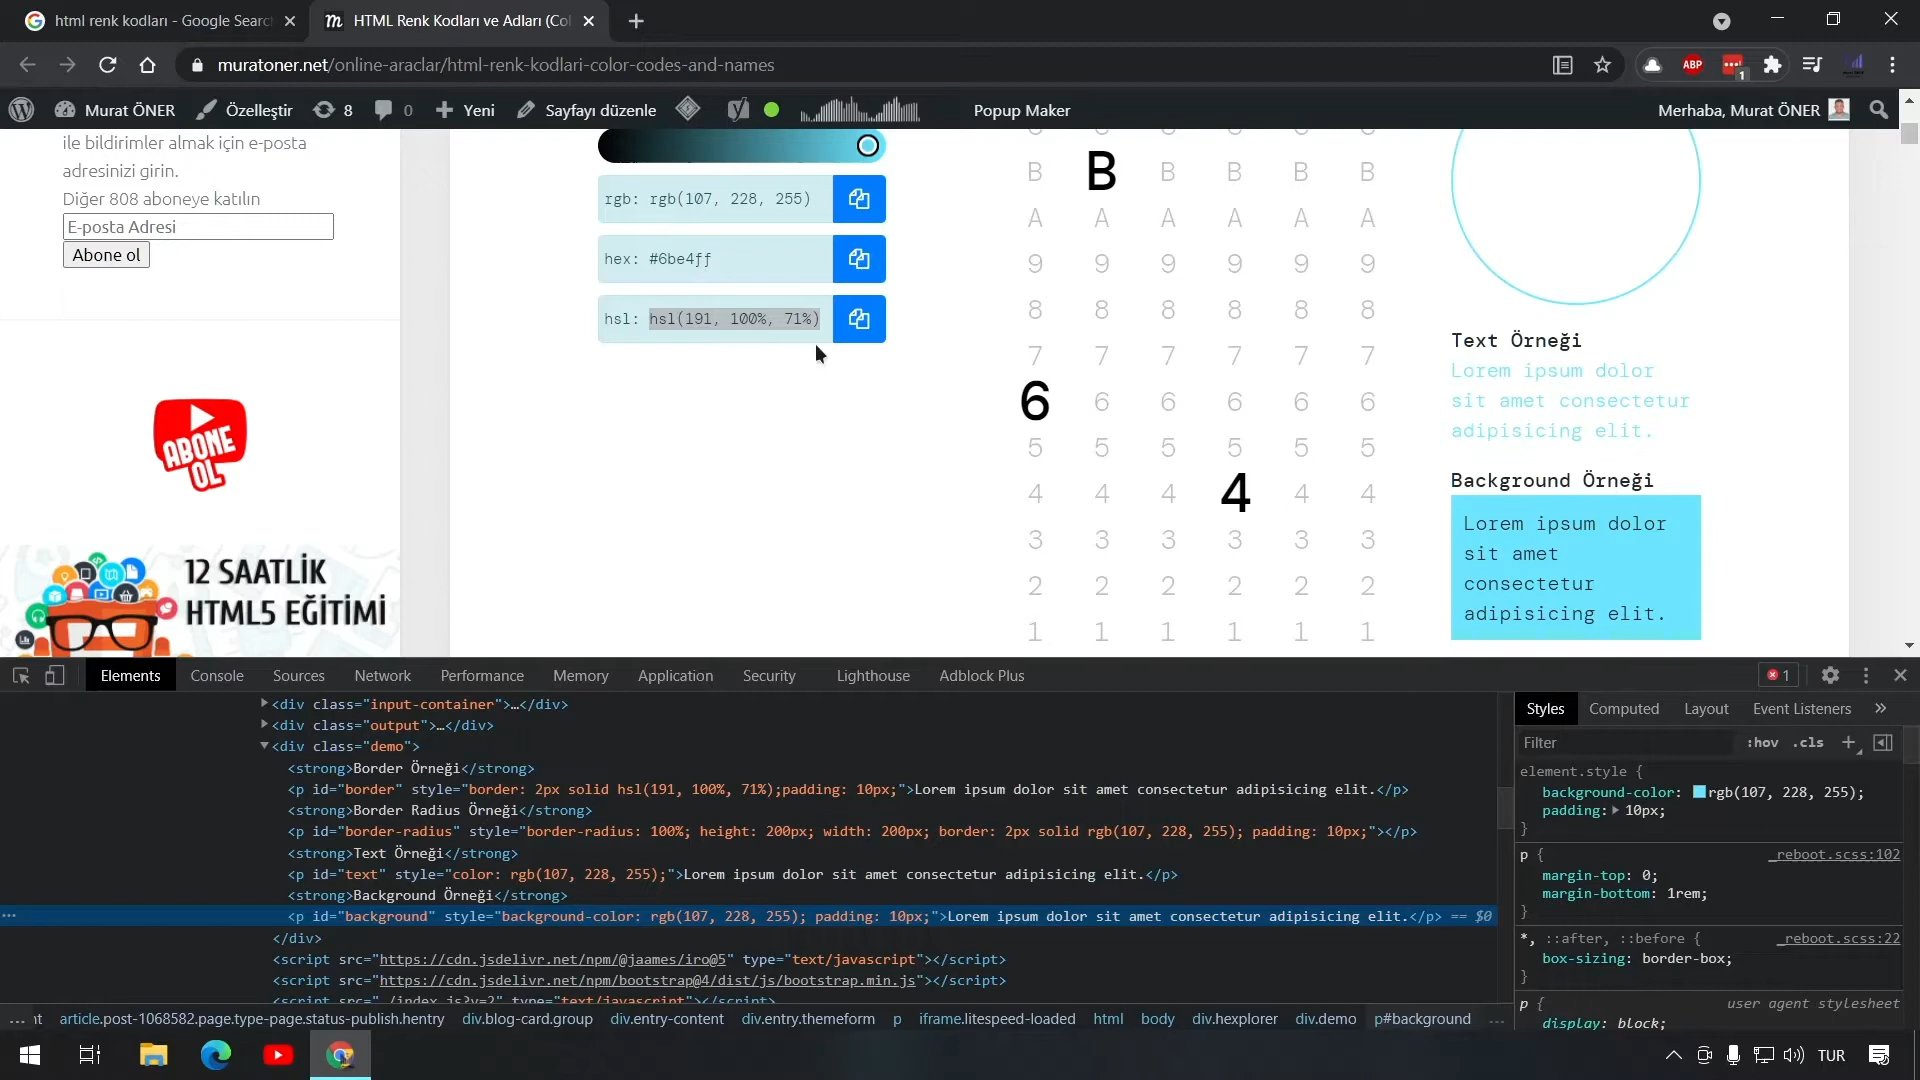 html renk kodları - Google Searc
HTML Renk Kodları ve Adları (Col
muratoner.net/online-araclar/html-renk-kodlari-color-codes-and-names
ABP
1
Murat ÖNER
Özelleştir
8
0
Yeni
Sayfayı düzenle
Popup Maker
Merhaba, Murat ÖNER
ile bildirimler almak için e-posta
adresinizi girin.
Diğer 808 aboneye katılın
E-posta Adresi
Abone ol
ABONE
OL
12 SAATLİK
HTML5 EĞİTİMİ
rgb: rgb(107, 228, 255)
hex: #6be4ff
hsl: hsl(191, 100%, 71%)
B B B B B B
A A A A A A
9 9 9 9 9 9
8 8 8 8 8 8
7 7 7 7 7 7
6 6 6 6 6 6
5 5 5 5 5 5
4 4 4 4 4 4
3 3 3 3 3 3
2 2 2 2 2 2
1 1 1 1 1 1
Text Örneği
Lorem ipsum dolor
sit amet consectetur
adipisicing elit.
Background Örneği
Lorem ipsum dolor
sit amet
consectetur
adipisicing elit.
Elements Console Sources Network Performance Memory Application Security Lighthouse Adblock Plus
1
<div class="input-container">…</div>
<div class="output">…</div>
<div class="demo">
<strong>Border Örneği</strong>
<p id="border" style="border: 2px solid hsl(191, 100%, 71%);padding: 10px;">Lorem ipsum dolor sit amet consectetur adipisicing elit.</p>
<strong>Border Radius Örneği</strong>
<p id="border-radius" style="border-radius: 100%; height: 200px; width: 200px; border: 2px solid rgb(107, 228, 255); padding: 10px;"></p>
<strong>Text Örneği</strong>
<p id="text" style="color: rgb(107, 228, 255);">Lorem ipsum dolor sit amet consectetur adipisicing elit.</p>
<strong>Background Örneği</strong>
<p id="background" style="background-color: rgb(107, 228, 255); padding: 10px;">Lorem ipsum dolor sit amet consectetur adipisicing elit.</p> == $0
</div>
<script src="https://cdn.jsdelivr.net/npm/@jaames/iro@5" type="text/javascript"></script>
<script src="https://cdn.jsdelivr.net/npm/bootstrap@4/dist/js/bootstrap.min.js"></script>
<script src="./index.js?v=2" type="text/javascript"></script>
... nt article.post-1068582.page.type-page.status-publish.hentry div.blog-card.group div.entry-content div.entry.themeform p iframe.litespeed-loaded html body div.hexplorer div.demo p#background ...
Styles Computed Layout Event Listeners »
Filter :hov .cls +
element.style {
background-color: rgb(107, 228, 255);
padding: 10px;
}
p { _reboot.scss:102
margin-top: 0;
margin-bottom: 1rem;
}
*, ::after, ::before { _reboot.scss:22
box-sizing: border-box;
}
p { user agent stylesheet
display: block;
TUR